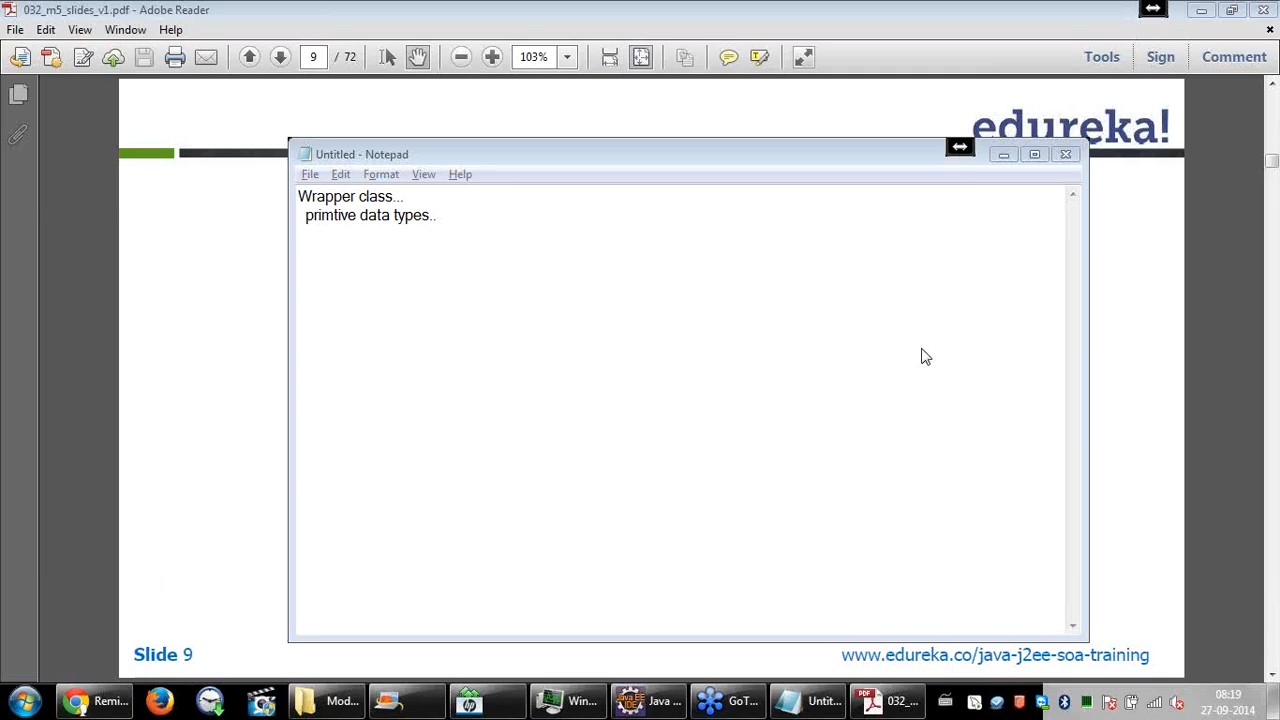 032_m5_slides_v1.pdf - Adobe Reader
File Edit View Window Help
9 / 72 103% Tools Sign Comment
edureka!
Untitled - Notepad
File Edit Format View Help
Wrapper class...
primtive data types..
Slide 9
www.edureka.co/java-j2ee-soa-training
Remi... Mod... Win... Java ... GoT... Untit... 032_...
08:19
27-09-2014